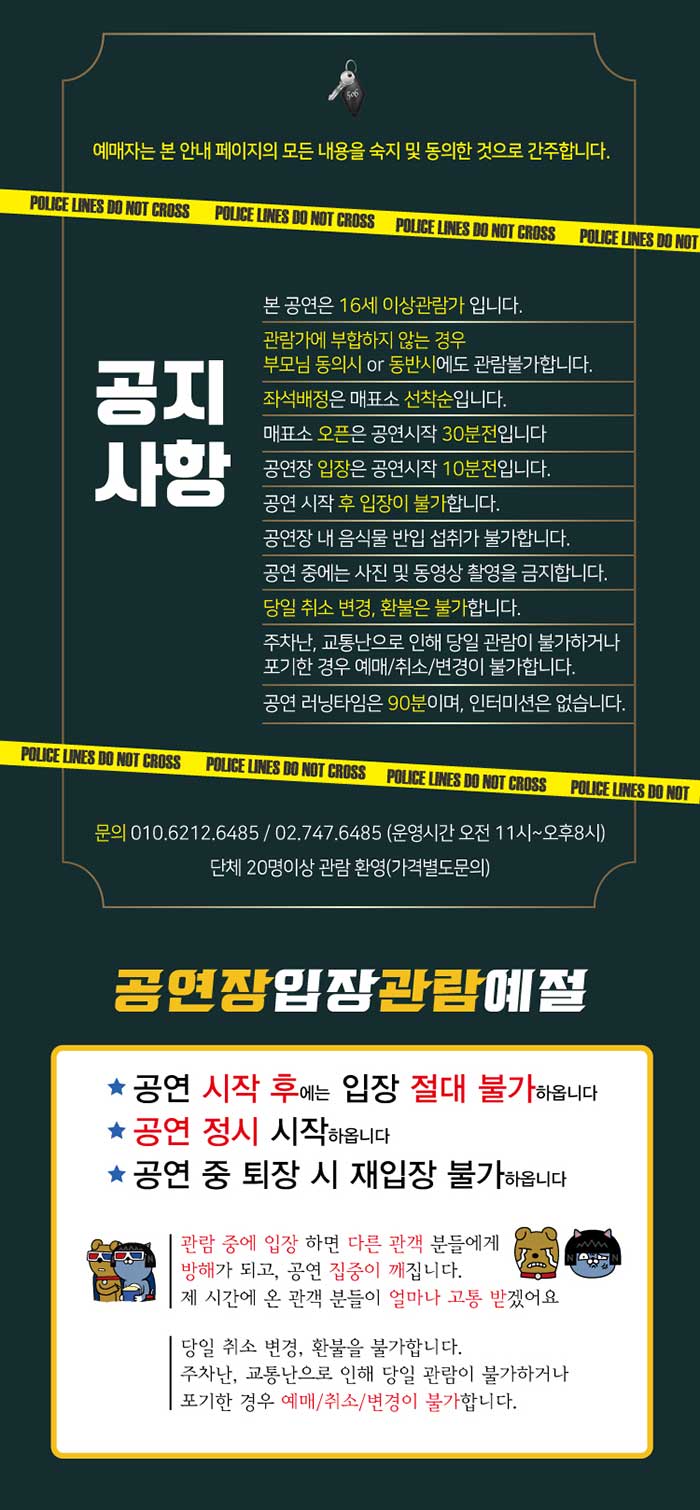 506
예매자는 본 안내 페이지의 모든 내용을 숙지 및 동의한 것으로 간주합니다.
POLICE LINES DO NOT CROSS POLICE LINES DO NOT CROSS POLICE LINES DO NOT CROSS POLICE LINES DO NOT
공지
사항
본 공연은 16세 이상관람가 입니다.
관람가에 부합하지 않는 경우
부모님 동의시 or 동반시에도 관람불가합니다.
좌석배정은 매표소 선착순입니다.
매표소 오픈은 공연시작 30분전입니다
공연장 입장은 공연시작 10분전입니다.
공연 시작 후 입장이 불가합니다.
공연장 내 음식물 반입 섭취가 불가합니다.
공연 중에는 사진 및 동영상 촬영을 금지합니다.
당일 취소 변경, 환불은 불가합니다.
주차난, 교통난으로 인해 당일 관람이 불가하거나
포기한 경우 예매/취소/변경이 불가합니다.
공연 러닝타임은 90분이며, 인터미션은 없습니다.
POLICE LINES DO NOT CROSS POLICE LINES DO NOT CROSS POLICE LINES DO NOT CROSS POLICE LINES DO NOT
문의 010.6212.6485 / 02.747.6485 (운영시간 오전 11시~오후8시)
단체 20명이상 관람 환영(가격별도문의)
공연장입장관람예절
공연 시작 후에는 입장 절대 불가하옵니다
공연 정시 시작하옵니다
공연 중 퇴장 시 재입장 불가하옵니다
관람 중에 입장 하면 다른 관객 분들에게
방해가 되고, 공연 집중이 깨집니다.
제 시간에 온 관객 분들이 얼마나 고통 받겠어요
당일 취소 변경, 환불을 불가합니다.
주차난, 교통난으로 인해 당일 관람이 불가하거나
포기한 경우 예매/취소/변경이 불가합니다.